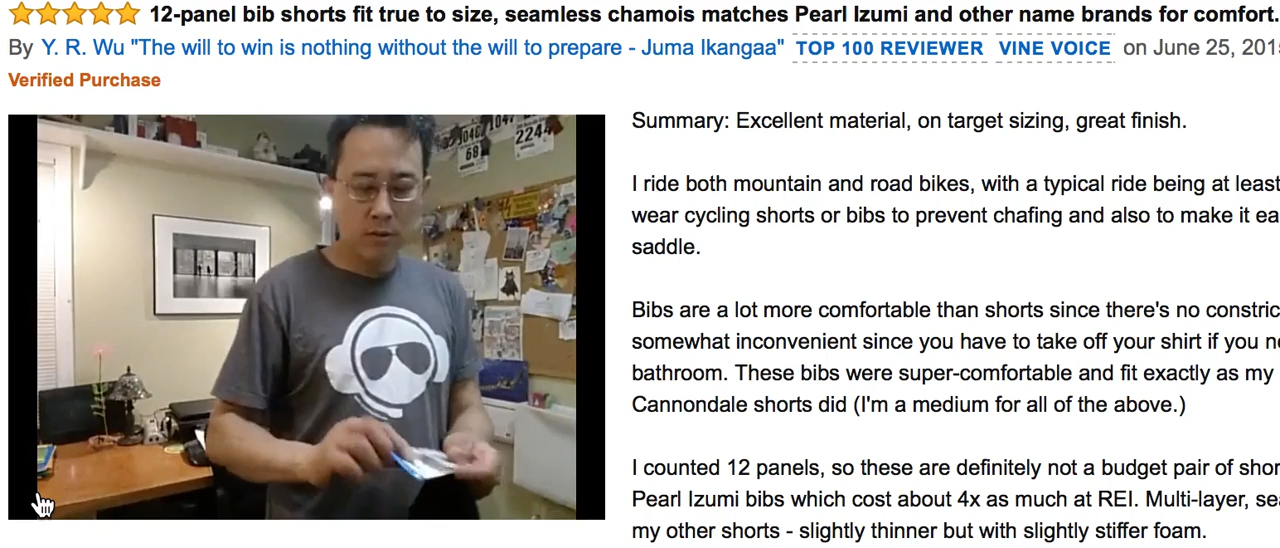 12-panel bib shorts fit true to size, seamless chamois matches Pearl Izumi and other name brands for comfort.
By Y. R. Wu "The will to win is nothing without the will to prepare - Juma Ikangaa" TOP 100 REVIEWER VINE VOICE on June 25, 201
Verified Purchase
1040
1047
68
2244
Summary: Excellent material, on target sizing, great finish.
I ride both mountain and road bikes, with a typical ride being at least
wear cycling shorts or bibs to prevent chafing and also to make it ea
saddle.
Bibs are a lot more comfortable than shorts since there's no constric
somewhat inconvenient since you have to take off your shirt if you ne
bathroom. These bibs were super-comfortable and fit exactly as my
Cannondale shorts did (I'm a medium for all of the above.)
I counted 12 panels, so these are definitely not a budget pair of shor
Pearl Izumi bibs which cost about 4x as much at REI. Multi-layer, sea
my other shorts - slightly thinner but with slightly stiffer foam.